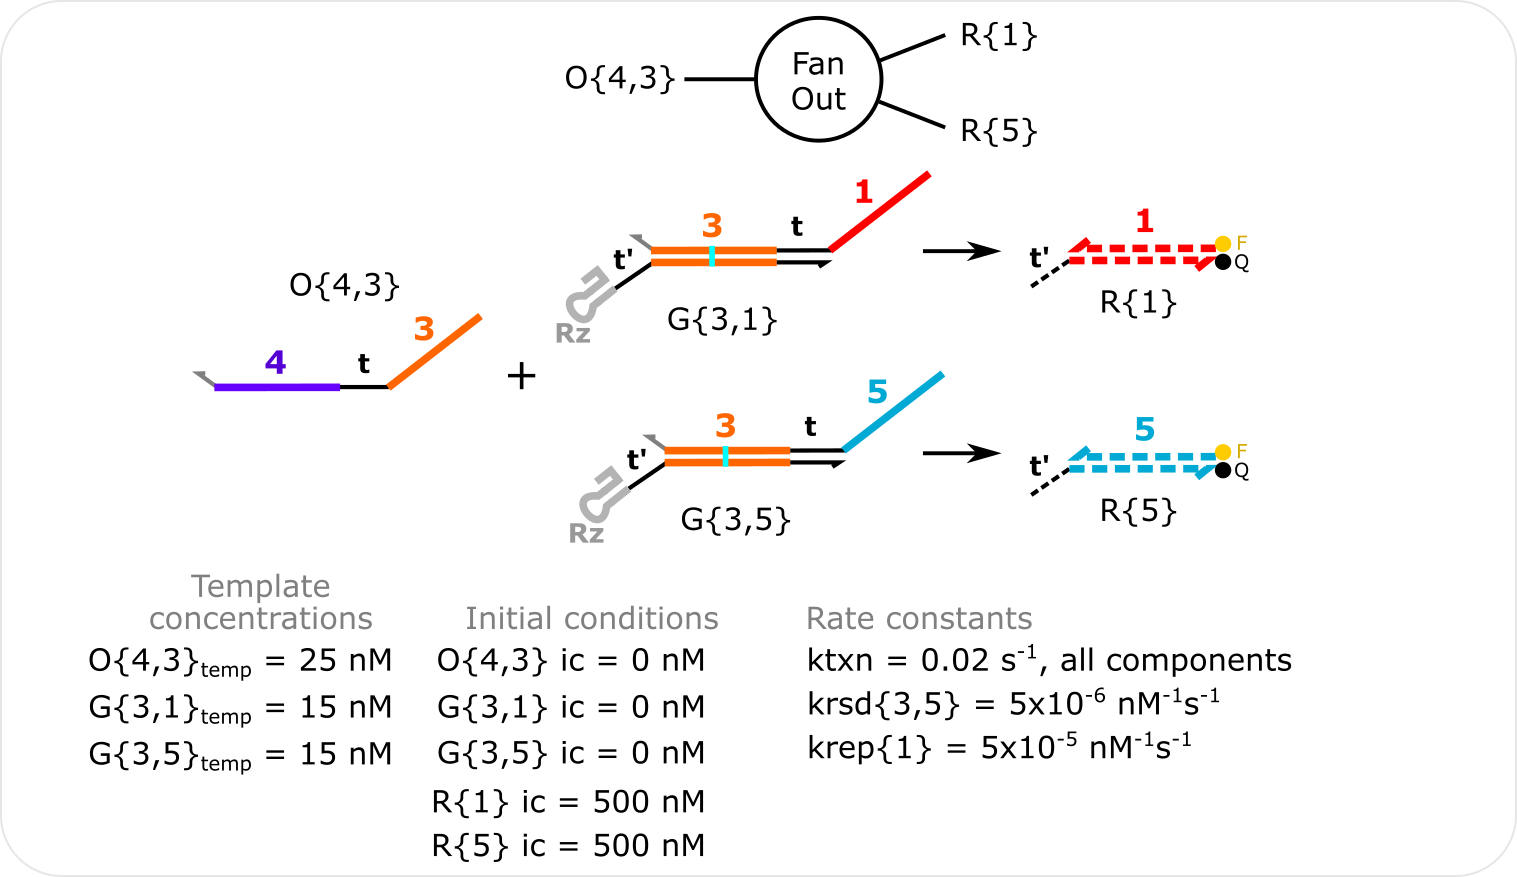 R{1}
Fan
Out
O{4,3}
R{5}
1
3
t
t'
Rz
G{3,1}
1
F
t'
Q
R{1}
O{4,3}
3
4
t
+
5
3
t
t'
Rz
G{3,5}
5
F
t'
Q
R{5}
Template
concentrations
O{4,3}temp = 25 nM
G{3,1}temp = 15 nM
G{3,5}temp = 15 nM
Initial conditions
O{4,3} ic = 0 nM
G{3,1} ic = 0 nM
G{3,5} ic = 0 nM
R{1} ic = 500 nM
R{5} ic = 500 nM
Rate constants
ktxn = 0.02 s-1, all components
krsd{3,5} = 5x10-6 nM-1s-1
krep{1} = 5x10-5 nM-1s-1